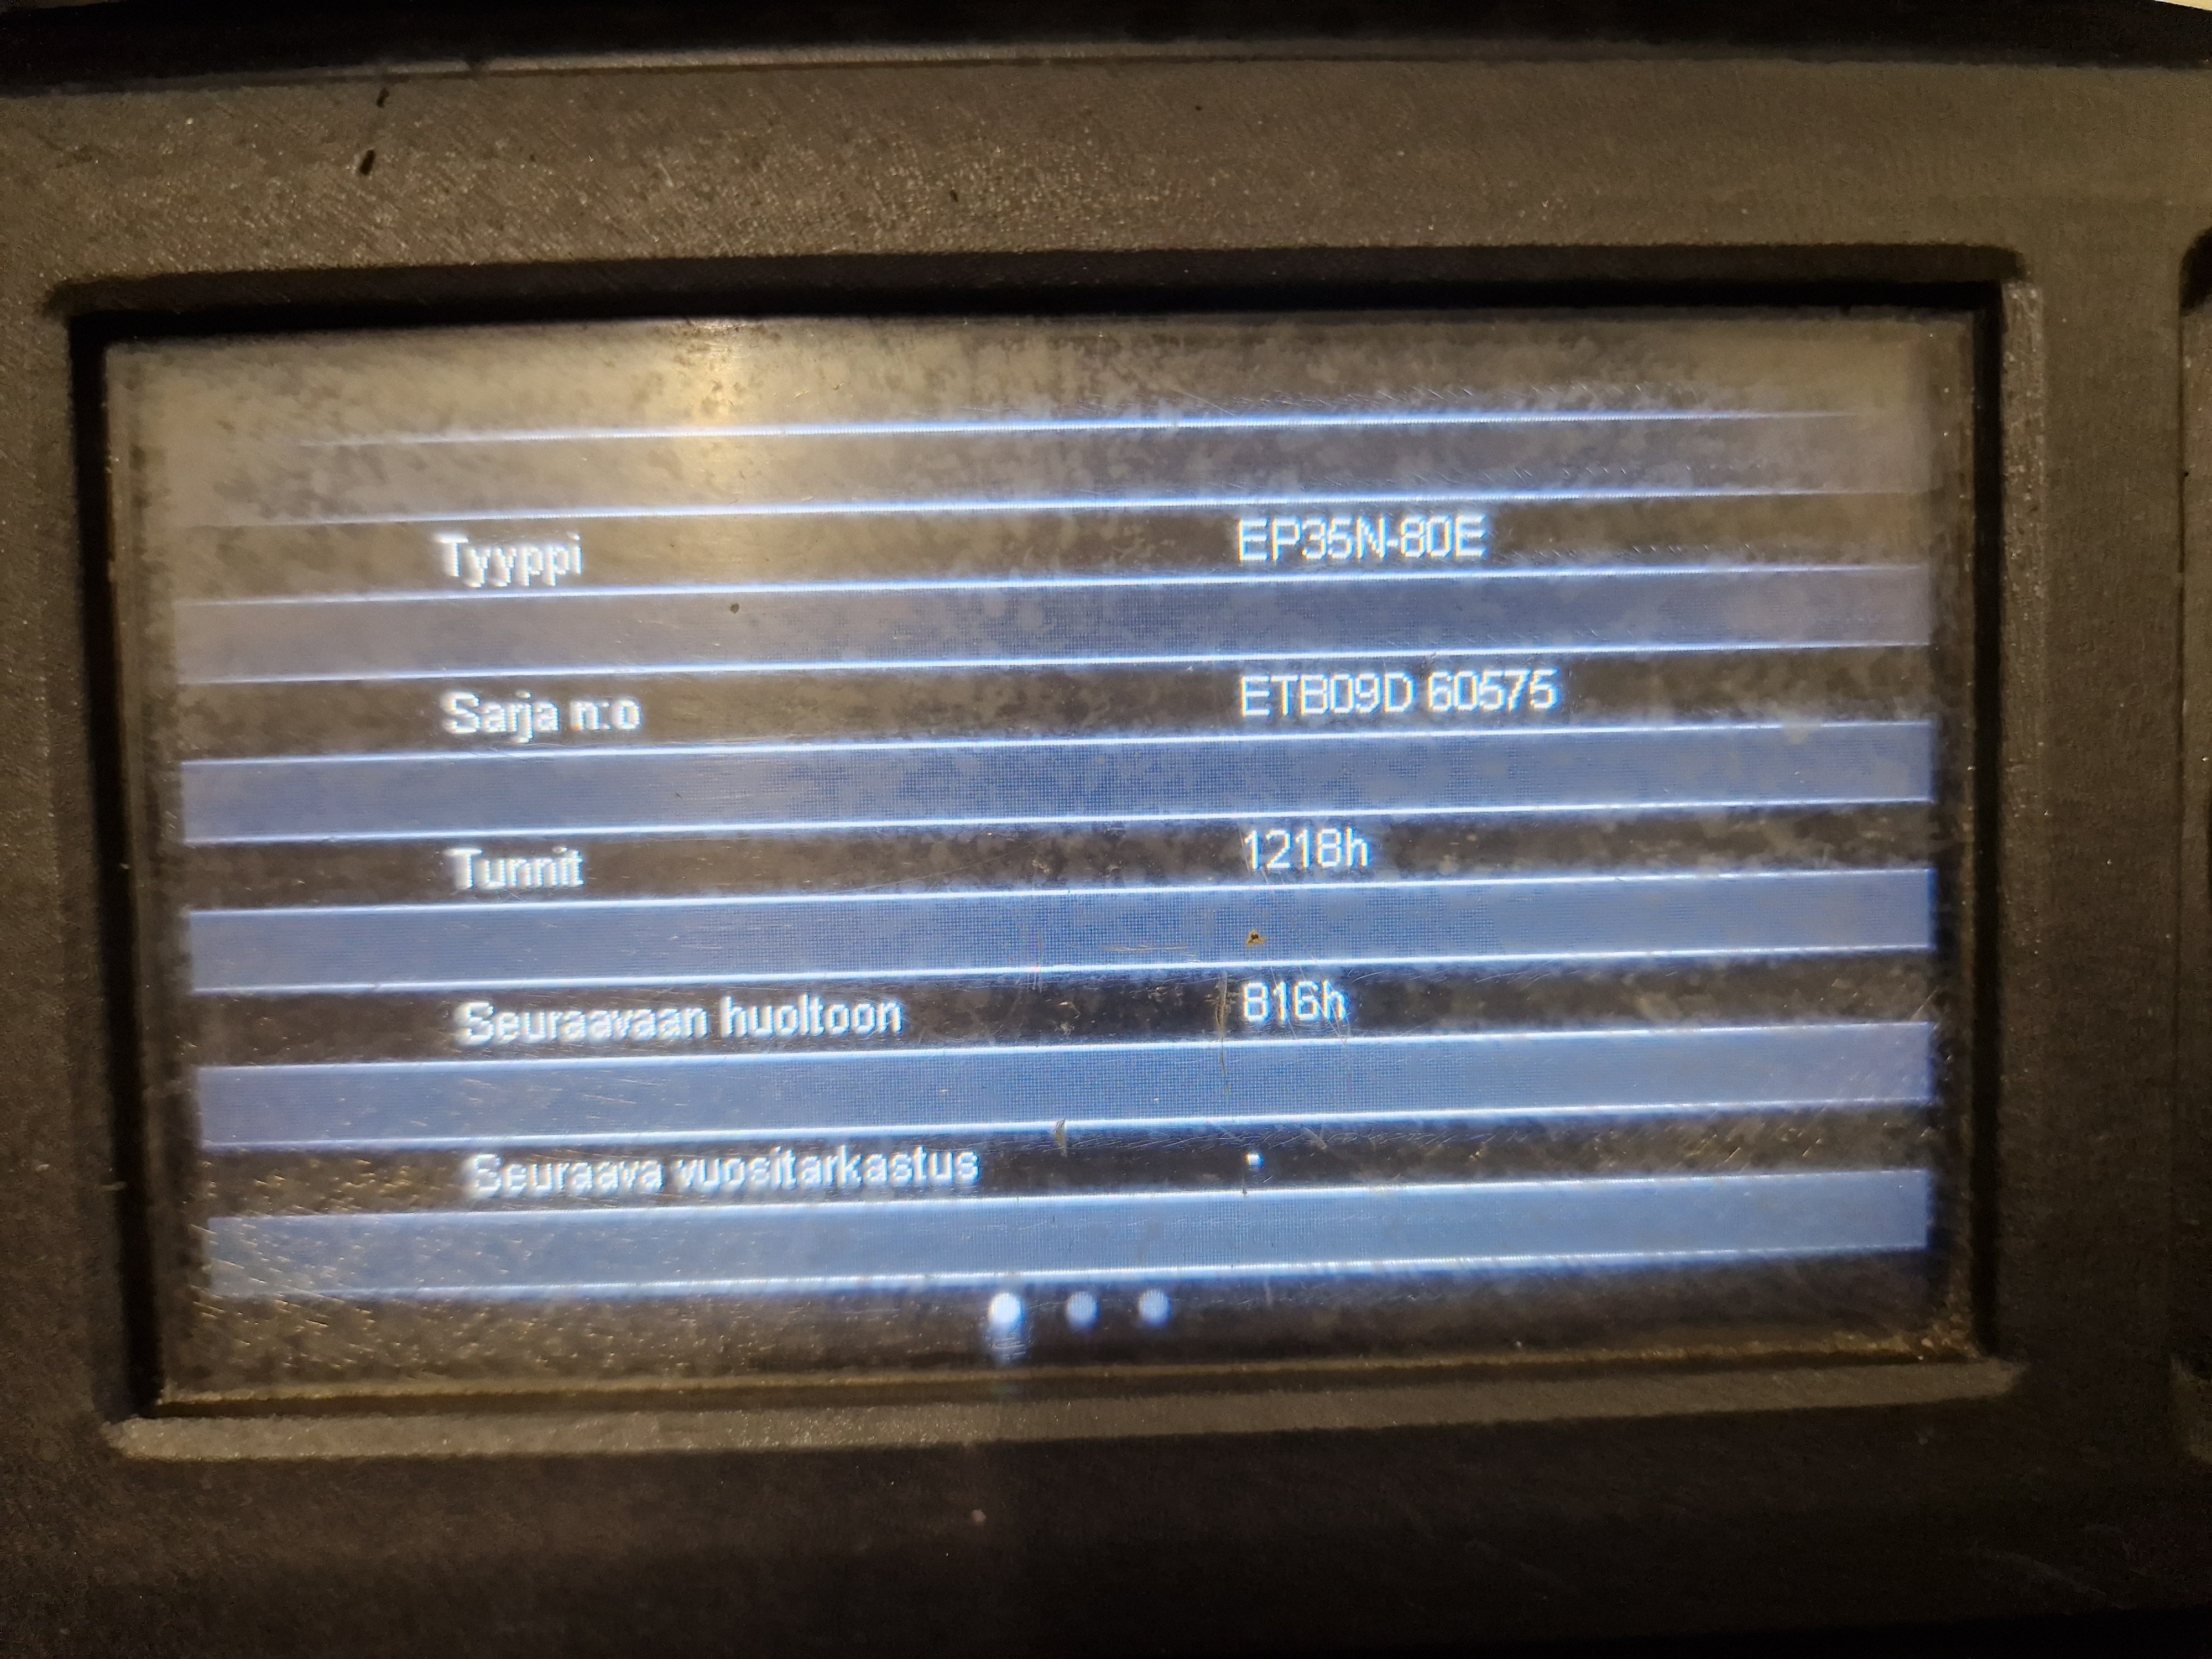 Tyyppi EP35N-80E
Sarja n:o ETB09D 60575
Tunnit 1218h
Seuraavaan huoltoon 816h
Seuraava vuositarkastus -